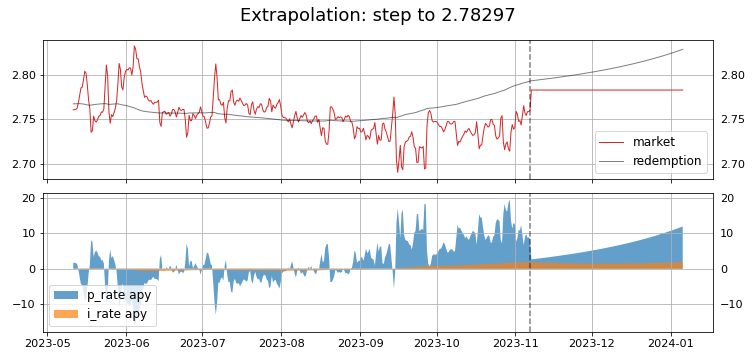 Extrapolation: step to 2.78297
2.80 2.80
2.75 2.75
2.70 2.70
market
redemption
20 20
10 10
0 0
−10 −10
p_rate apy
i_rate apy
2023-05 2023-06 2023-07 2023-08 2023-09 2023-10 2023-11 2023-12 2024-01